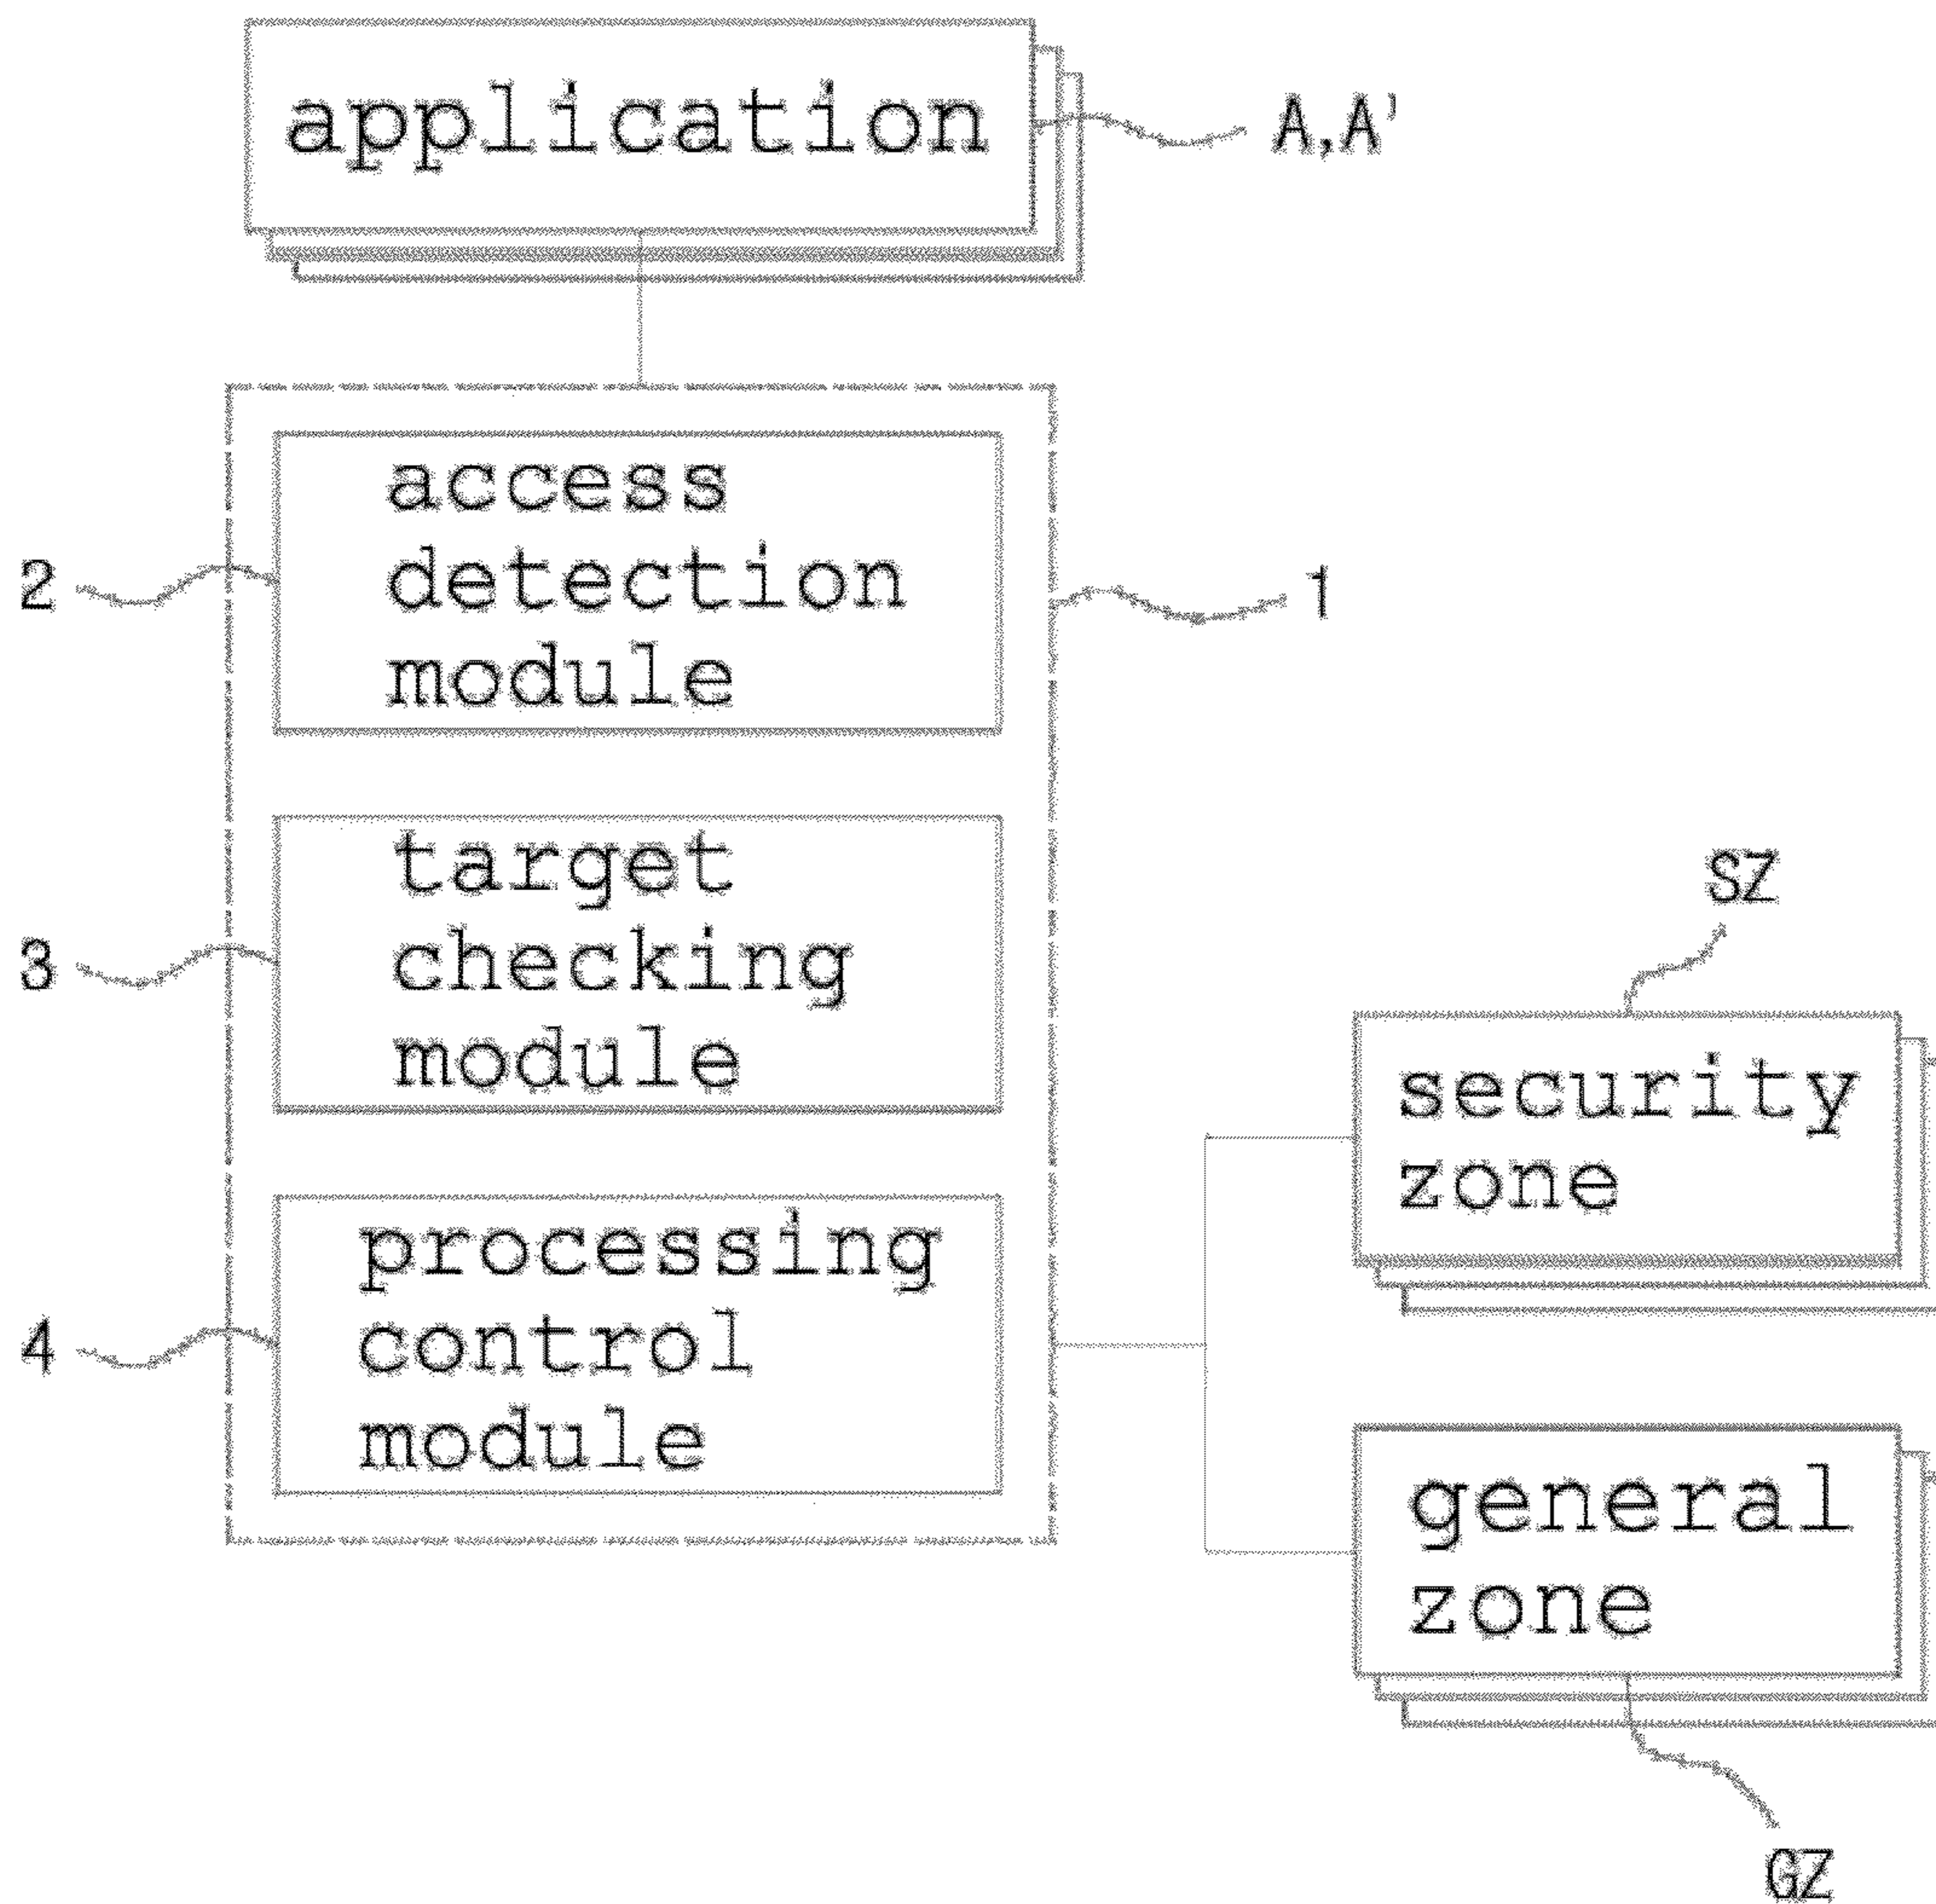 application
A,A'
access
detection
module
2
1
target
checking
module
3
SZ
security
zone
processing
control
module
4
general
zone
GZ